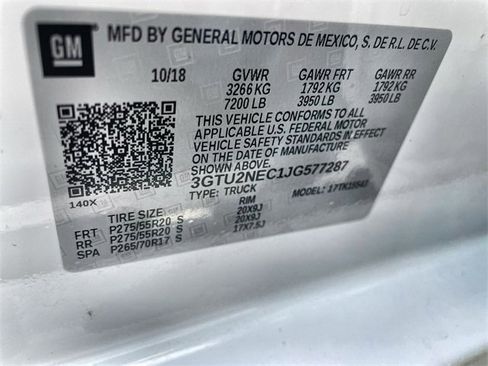 GM
MFD BY GENERAL MOTORS DE MEXICO, S. DE R.L. DE C.V.
10/18 GVWR GAWR FRT GAWR RR
3266 KG 1792 KG 1792 KG
7200 LB 3950 LB 3950 LB
THIS VEHICLE CONFORMS TO ALL APPLICABLE U.S. FEDERAL MOTOR VEHICLE SAFETY AND
THEFT PREVENTION STANDARDS IN EFFECT ON THE DATE OF MANUFACTURE SHOWN ABOVE.
3GTU2NEC1JG577287
TYPE: TRUCK MODEL: 17TK15543
140X
TIRE SIZE RIM
FRT P275/55R20 S 20X9J
RR P275/55R20 S 20X9J
SPA P265/70R17 S 17X7.5J